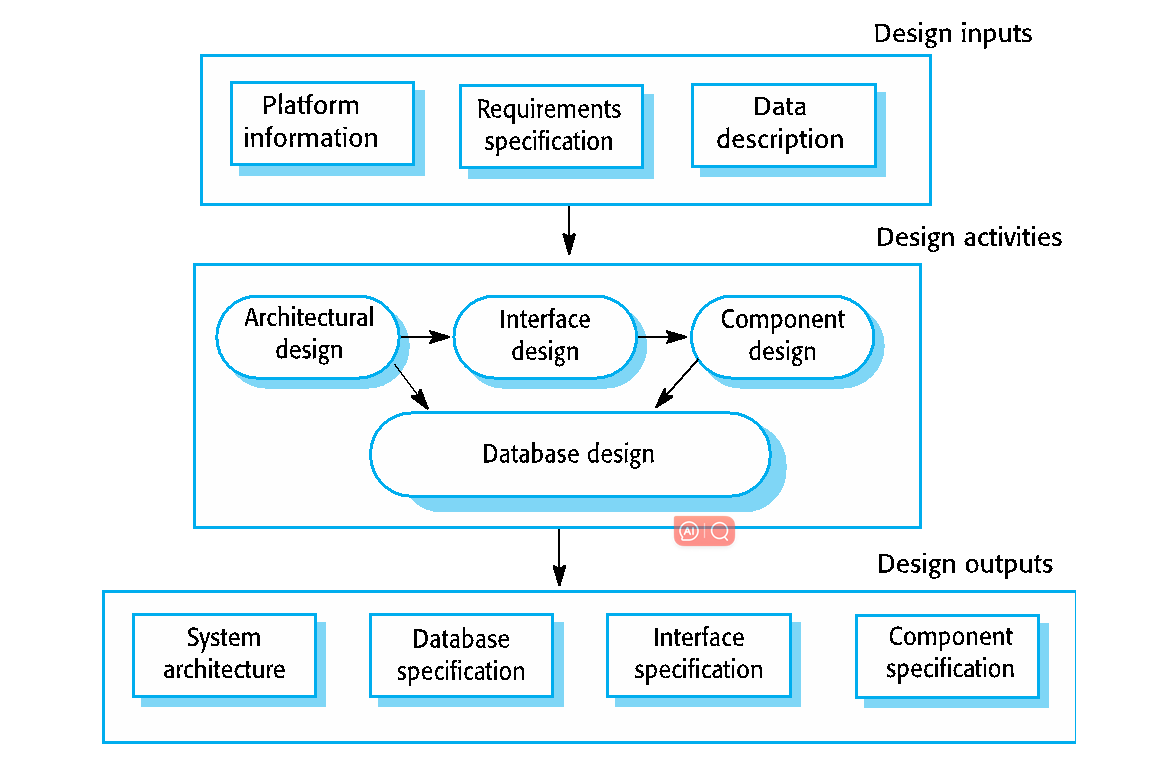 Design inputs
Platform
information
Requirements
specification
Data
description
Design activities
Architectural
design
Interface
design
Component
design
Database design
AI
Design outputs
System
architecture
Database
specification
Interface
specification
Component
specification